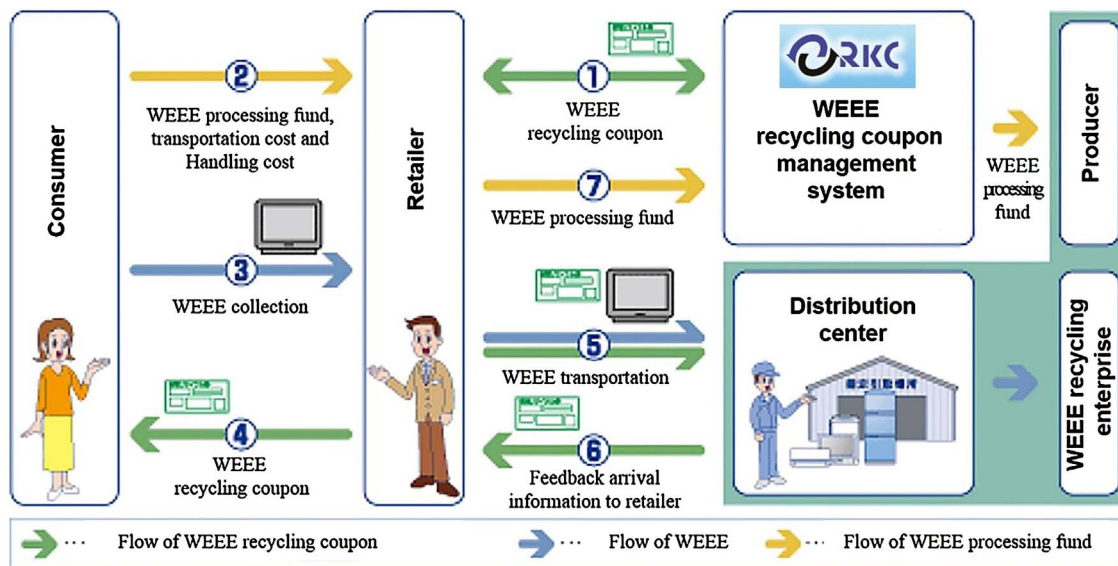 Consumer
2
WEEE processing fund,
transportation cost and
Handling cost
3
WEEE collection
4
WEEE
recycling coupon
Retailer
1
WEEE
recycling coupon
7
WEEE processing fund
5
WEEE transportation
6
Feedback arrival
information to retailer
RKC
WEEE
recycling coupon
management
system
WEEE
processing
fund
Producer
Distribution
center
WEEE recycling
enterprise
... Flow of WEEE recycling coupon
... Flow of WEEE
... Flow of WEEE processing fund